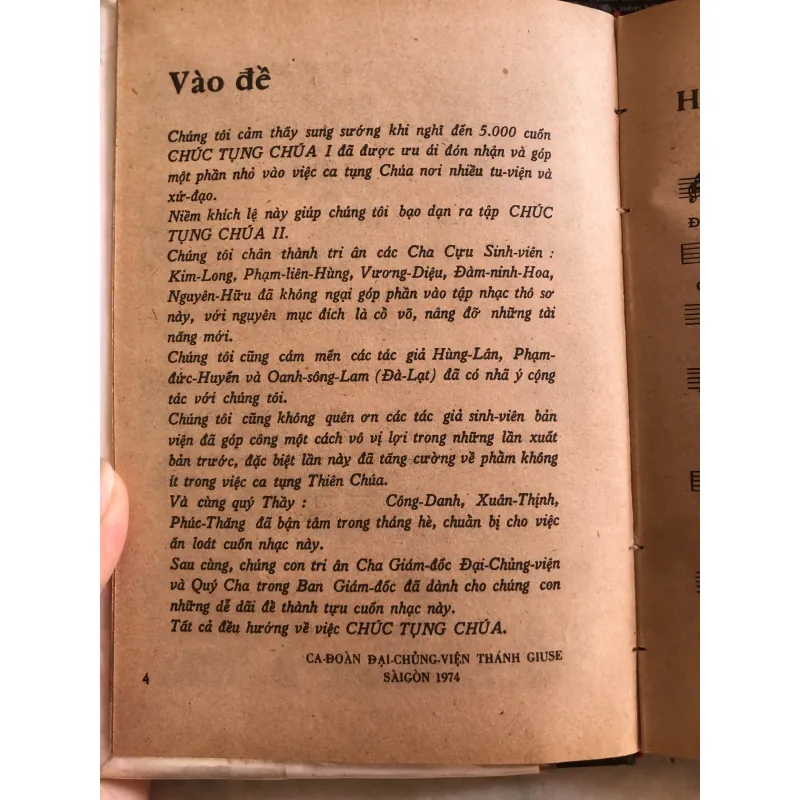 Vào đề
Chúng tôi cảm thấy sung sướng khi nghĩ đến 5.000 cuốn
CHÚC TỤNG CHÚA I đã được ưu ái đón nhận và góp
một phần nhỏ vào việc ca tụng Chúa nơi nhiều tu-viện và
xứ-đạo.
Niềm khích lệ này giúp chúng tôi bạo dạn ra tập CHÚC
TỤNG CHÚA II.
Chúng tôi chân thành tri ân các Cha Cựu Sinh-viên :
Kim-Long, Phạm-liên-Hùng, Vương-Diệu, Đàm-ninh-Hoa,
Nguyên-Hữu đã không ngại góp phần vào tập nhạc thô sơ
này, với nguyên mục đích là cổ võ, nâng đỡ những tài
năng mới.
Chúng tôi cũng cảm mến các tác giả Hùng-Lân, Phạm-
đức-Huyến và Oanh-sông-Lam (Đà-Lạt) đã có nhã ý cộng
tác với chúng tôi.
Chúng tôi cũng không quên ơn các tác giả sinh-viên bản
viện đã góp công một cách vô vị lợi trong những lần xuất
bản trước, đặc biệt lần này đã tăng cường về phẩm không
ít trong việc ca tụng Thiên Chúa.
Và cùng quý Thầy : Công-Danh, Xuân-Thịnh,
Phúc-Thăng đã bận tâm trong tháng hè, chuẩn bị cho việc
ấn loát cuốn nhạc này.
Sau cùng, chúng con tri ân Cha Giám-đốc Đại-Chủng-viện
và Quý Cha trong Ban Giám-đốc đã dành cho chúng con
những dễ dãi để thành tựu cuốn nhạc này.
Tất cả đều hướng về việc CHÚC TỤNG CHÚA.
CA-ĐOÀN ĐẠI-CHỦNG-VIỆN THÁNH GIUSE
SÀIGÒN 1974
4
H
Đ